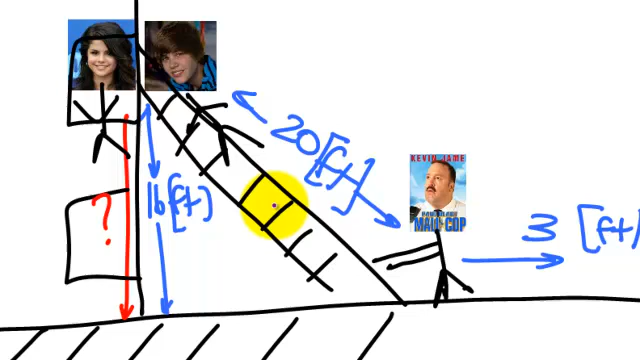 20[ft]
KEVIN JAMES
PAUL BLART
MALL COP
16[ft]
?
3 [ft]